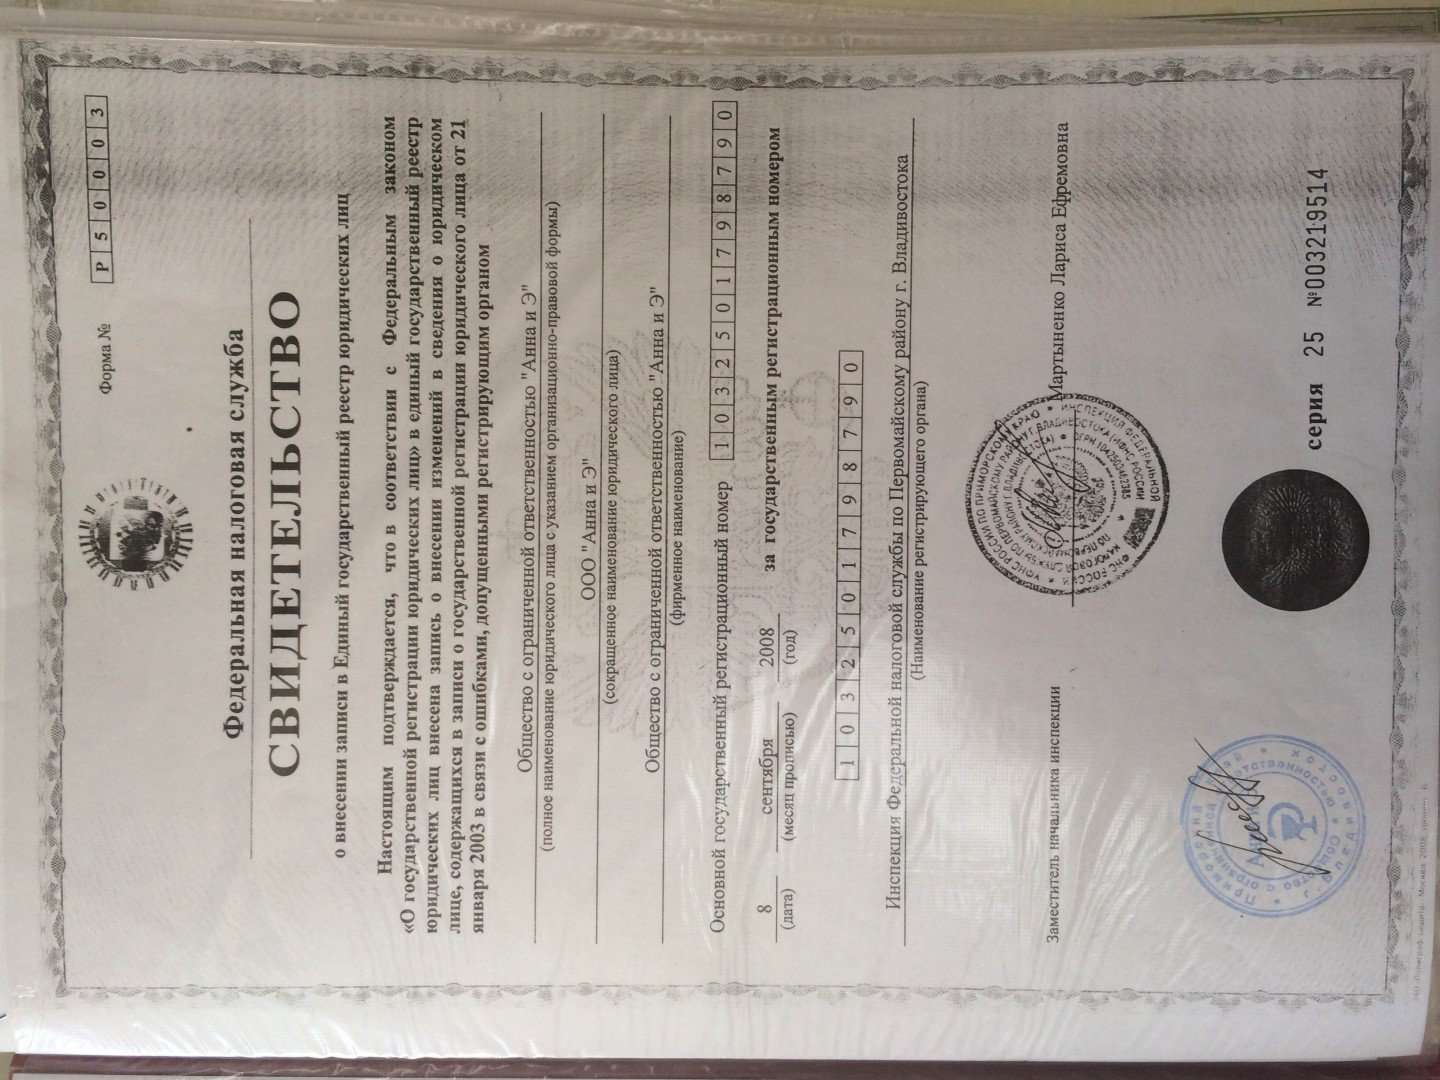 Форма № Р50003
Федеральная налоговая служба
СВИДЕТЕЛЬСТВО
о внесении записи в Единый государственный реестр юридических лиц
Настоящим подтверждается, что в соответствии с Федеральным законом
«О государственной регистрации юридических лиц» в единый государственный реестр
юридических лиц внесена запись о внесении изменений в сведения о юридическом
лице, содержащихся в записи о государственной регистрации юридического лица от 21
января 2003 в связи с ошибками, допущенными регистрирующим органом
Общество с ограниченной ответственностью "Анна и Э"
(полное наименование юридического лица с указанием организационно-правовой формы)
ООО "Анна и Э"
(сокращенное наименование юридического лица)
Общество с ограниченной ответственностью "Анна и Э"
(фирменное наименование)
Основной государственный регистрационный номер 1032501798790
8 сентября 2008 за государственным регистрационным номером
(дата) (месяц прописью) (год)
1032501798790
Инспекция Федеральной налоговой службы по Первомайскому району г. Владивостока
(Наименование регистрирующего органа)
Заместитель начальника инспекции Мартыненко Лариса Ефремовна
серия 25 №003219514